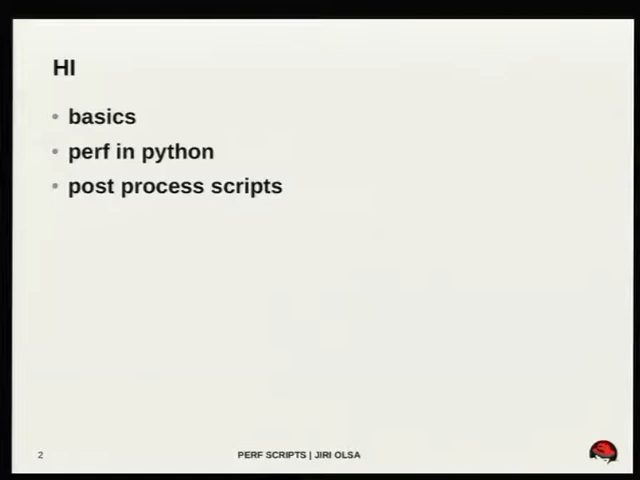 HI
• basics
• perf in python
• post process scripts
2
PERF SCRIPTS | JIRI OLSA